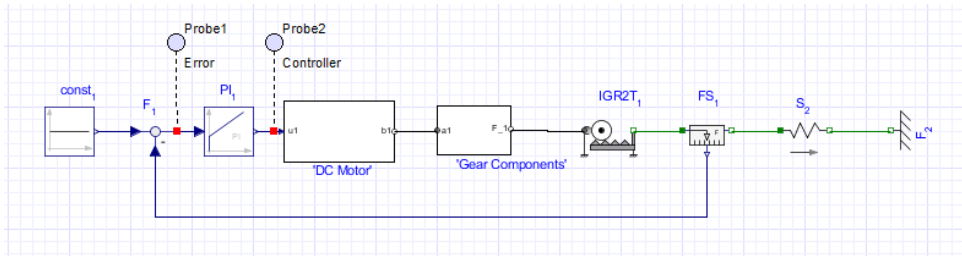 Probe1
Probe2
Error
Controller
const1
F1
PI1
IGR2T1
FS1
S2
F2
-
PI
u1
b1
a1
F_1
F
'DC Motor'
'Gear Components'